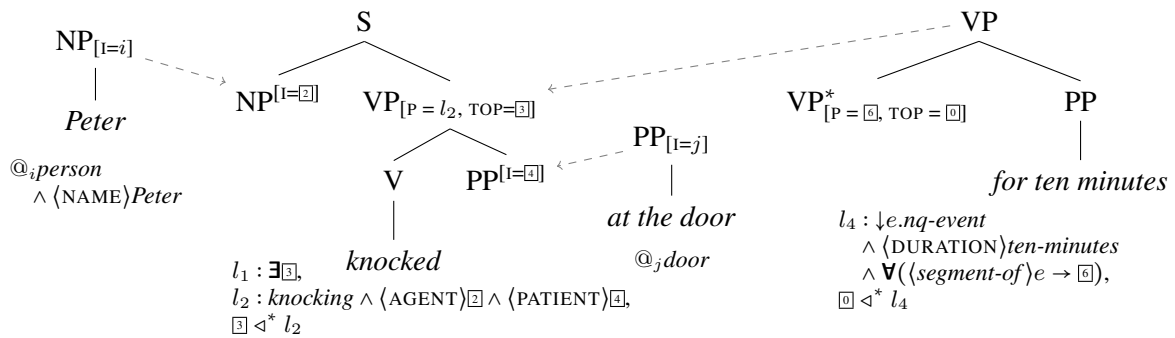 NP[I=i]
Peter
@ᵢperson
∧ ⟨NAME⟩Peter
S
NP[I=2]
VP[P = l₂, TOP=3]
V
PP[I=4]
knocked
l₁ : ∃3,
l₂ : knocking ∧ ⟨AGENT⟩2 ∧ ⟨PATIENT⟩4,
3 ◁* l₂
PP[I=j]
at the door
@ⱼdoor
VP
VP*[P = 6, TOP = 0]
PP
for ten minutes
l₄ : ↓e.nq-event
∧ ⟨DURATION⟩ten-minutes
∧ ∀(⟨segment-of⟩e → 6),
0 ◁* l₄